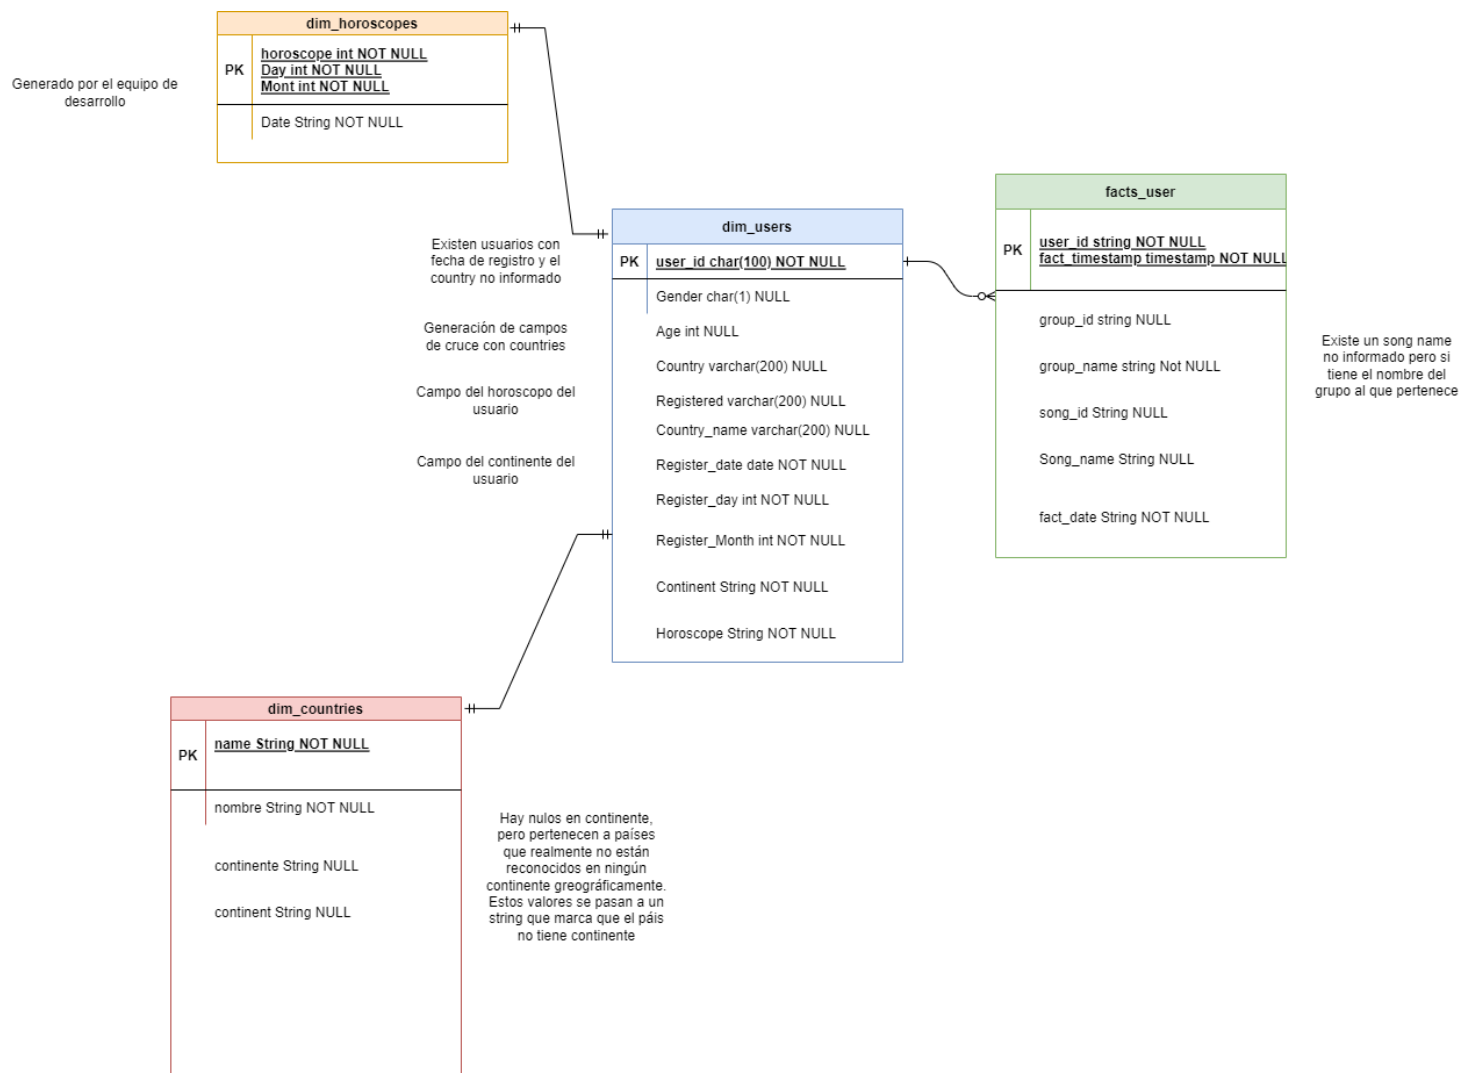 dim_horoscopes
PK
horoscope int NOT NULL
Day int NOT NULL
Mont int NOT NULL
Date String NOT NULL
Generado por el equipo de
desarrollo
dim_users
PK
user_id char(100) NOT NULL
Gender char(1) NULL
Age int NULL
Country varchar(200) NULL
Registered varchar(200) NULL
Country_name varchar(200) NULL
Register_date date NOT NULL
Register_day int NOT NULL
Register_Month int NOT NULL
Continent String NOT NULL
Horoscope String NOT NULL
Existen usuarios con
fecha de registro y el
country no informado
Generación de campos
de cruce con countries
Campo del horoscopo del
usuario
Campo del continente del
usuario
facts_user
PK
user_id string NOT NULL
fact_timestamp timestamp NOT NULL
group_id string NULL
group_name string Not NULL
song_id String NULL
Song_name String NULL
fact_date String NOT NULL
Existe un song name
no informado pero si
tiene el nombre del
grupo al que pertenece
dim_countries
PK
name String NOT NULL
nombre String NOT NULL
continente String NULL
continent String NULL
Hay nulos en continente,
pero pertenecen a países
que realmente no están
reconocidos en ningún
continente greográficamente.
Estos valores se pasan a un
string que marca que el páis
no tiene continente